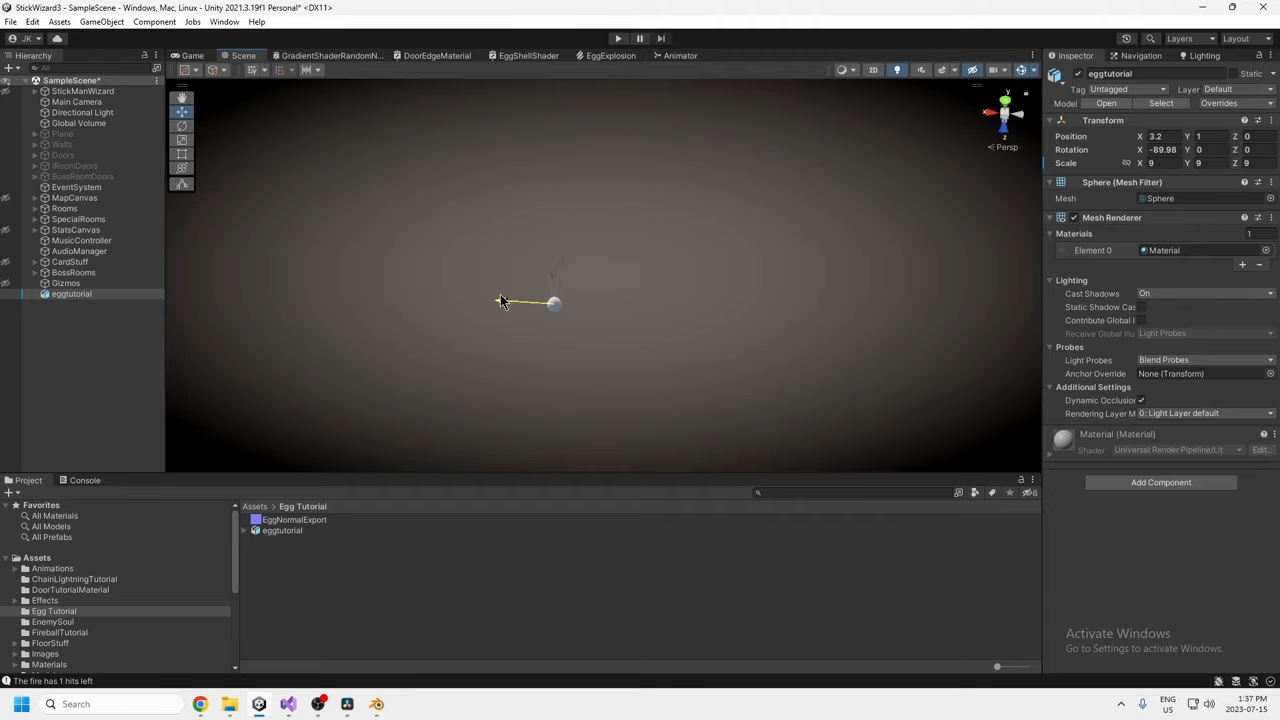 StickWizard3 - SampleScene - Windows, Mac, Linux - Unity 2021.3.19f1 Personal* <DX11>
File Edit Assets GameObject Component Jobs Window Help
JK Layers Layout
Hierarchy Game Scene GradientShaderRandomN... DoorEdgeMaterial EggShellShader EggExplosion Animator Inspector Navigation Lighting
All 2D
SampleScene*
StickManWizard
Main Camera
Directional Light
Global Volume
Plane
Walls
Doors
IRoomDoors
BossRoomDoors
EventSystem
MapCanvas
Rooms
SpecialRooms
StatsCanvas
MusicController
AudioManager
CardStuff
BossRooms
Gizmos
eggtutorial
y
x
z
Persp
eggtutorial Static
Tag Untagged Layer Default
Model Open Select Overrides
Transform
Position X 3.2 Y 1 Z 0
Rotation X -89.98 Y 0 Z 0
Scale X 9 Y 9 Z 9
Sphere (Mesh Filter)
Mesh Sphere
Mesh Renderer
Materials 1
Element 0 Material
Lighting
Cast Shadows On
Static Shadow Cas
Contribute Global I
Receive Global Illu Light Probes
Probes
Light Probes Blend Probes
Anchor Override None (Transform)
Additional Settings
Dynamic Occlusion
Rendering Layer M 0: Light Layer default
Material (Material)
Shader Universal Render Pipeline/Lit Edit...
Add Component
Project Console
6
Favorites
All Materials
All Models
All Prefabs
Assets
Animations
ChainLightningTutorial
DoorTutorialMaterial
Effects
Egg Tutorial
EnemySoul
FireballTutorial
FloorStuff
Images
Materials
Assets > Egg Tutorial
EggNormalExport
eggtutorial
Activate Windows
Go to Settings to activate Windows.
The fire has 1 hits left
Search
ENG
US
1:37 PM
2023-07-15